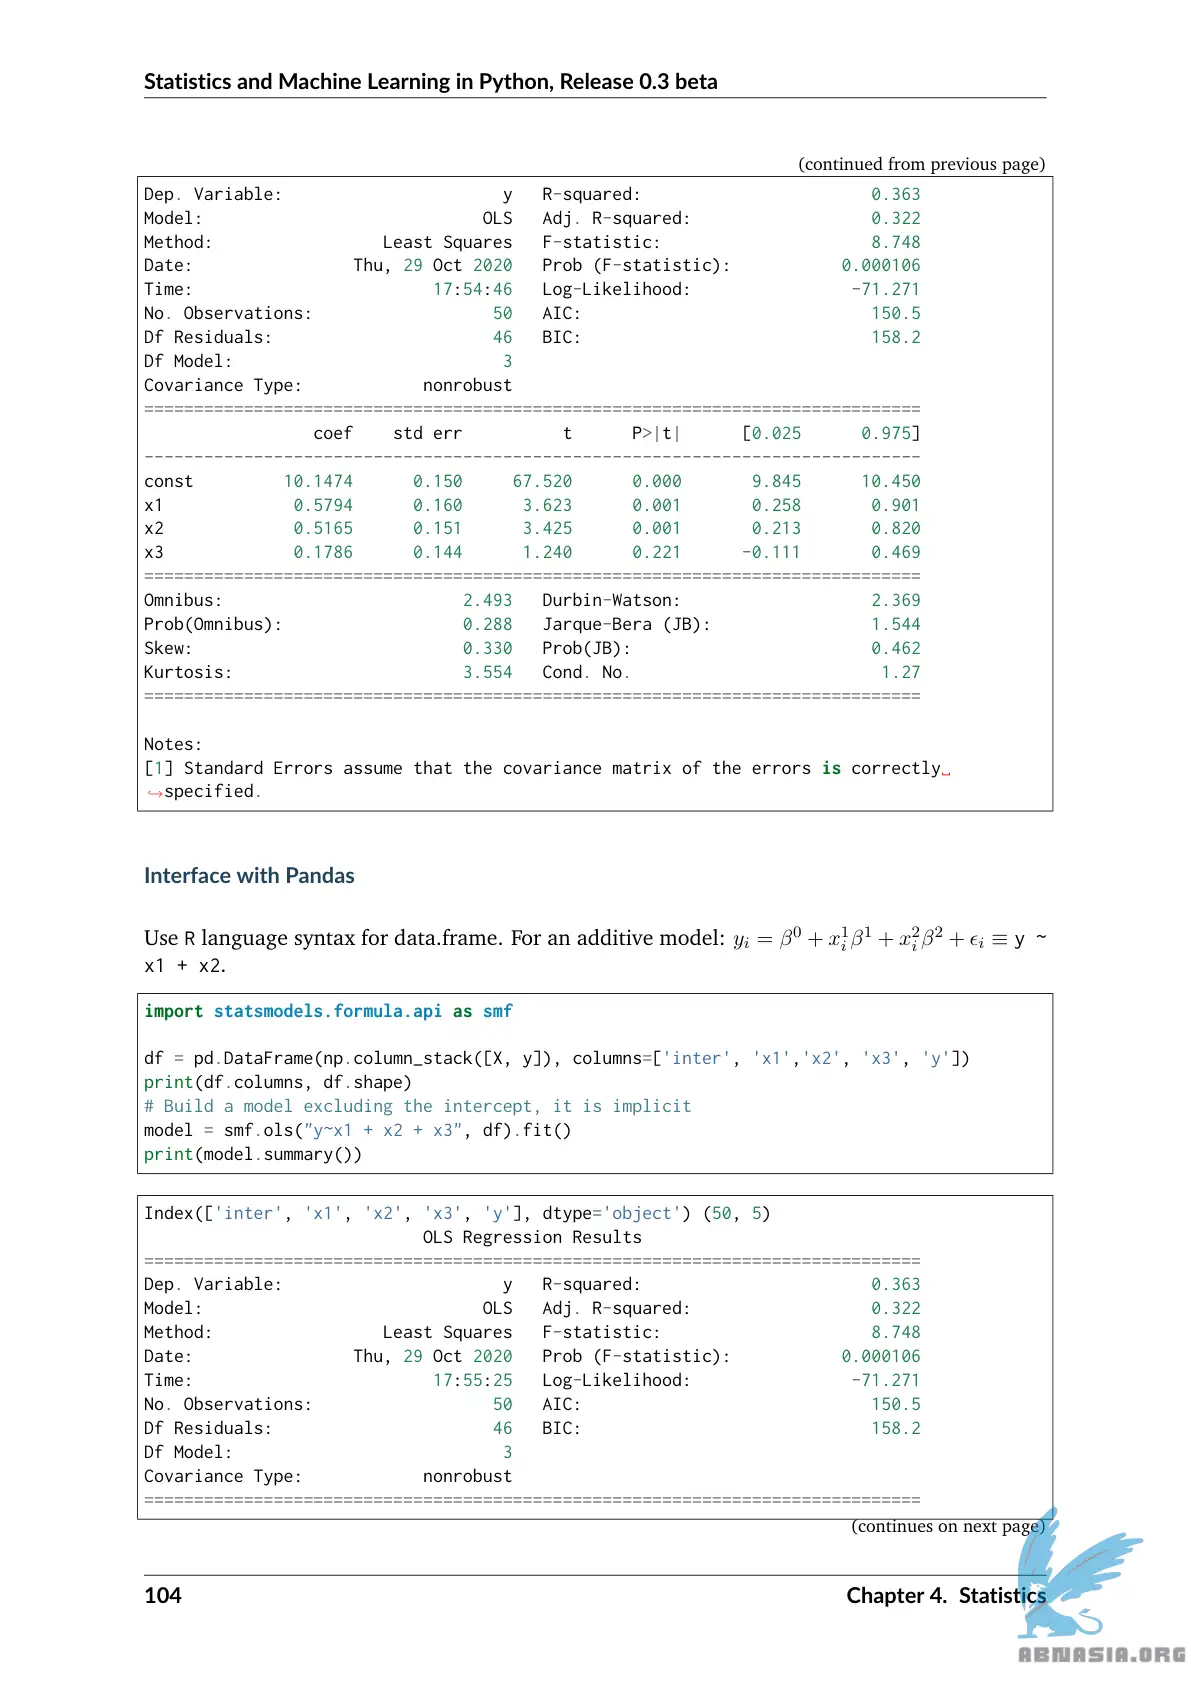 Statistics and Machine Learning in Python, Release 0.3 beta
(continued from previous page)
Dep. Variable: y R-squared: 0.363
Model: OLS Adj. R-squared: 0.322
Method: Least Squares F-statistic: 8.748
Date: Thu, 29 Oct 2020 Prob (F-statistic): 0.000106
Time: 17:54:46 Log-Likelihood: -71.271
No. Observations: 50 AIC: 150.5
Df Residuals: 46 BIC: 158.2
Df Model: 3
Covariance Type: nonrobust
==============================================================================
coef std err t P>|t| [0.025 0.975]
------------------------------------------------------------------------------
const 10.1474 0.150 67.520 0.000 9.845 10.450
x1 0.5794 0.160 3.623 0.001 0.258 0.901
x2 0.5165 0.151 3.425 0.001 0.213 0.820
x3 0.1786 0.144 1.240 0.221 -0.111 0.469
==============================================================================
Omnibus: 2.493 Durbin-Watson: 2.369
Prob(Omnibus): 0.288 Jarque-Bera (JB): 1.544
Skew: 0.330 Prob(JB): 0.462
Kurtosis: 3.554 Cond. No. 1.27
==============================================================================
Notes:
[1] Standard Errors assume that the covariance matrix of the errors is correctly␣
↪specified.
Interface with Pandas
Use R language syntax for data.frame. For an additive model: yᵢ = β⁰ + xᵢ¹β¹ + xᵢ²β² + ϵᵢ ≡ y ~
x1 + x2.
import statsmodels.formula.api as smf
df = pd.DataFrame(np.column_stack([X, y]), columns=['inter', 'x1','x2', 'x3', 'y'])
print(df.columns, df.shape)
# Build a model excluding the intercept, it is implicit
model = smf.ols("y~x1 + x2 + x3", df).fit()
print(model.summary())
Index(['inter', 'x1', 'x2', 'x3', 'y'], dtype='object') (50, 5)
OLS Regression Results
==============================================================================
Dep. Variable: y R-squared: 0.363
Model: OLS Adj. R-squared: 0.322
Method: Least Squares F-statistic: 8.748
Date: Thu, 29 Oct 2020 Prob (F-statistic): 0.000106
Time: 17:55:25 Log-Likelihood: -71.271
No. Observations: 50 AIC: 150.5
Df Residuals: 46 BIC: 158.2
Df Model: 3
Covariance Type: nonrobust
==============================================================================
(continues on next page)
104 Chapter 4. Statistics
ABNASIA.ORG